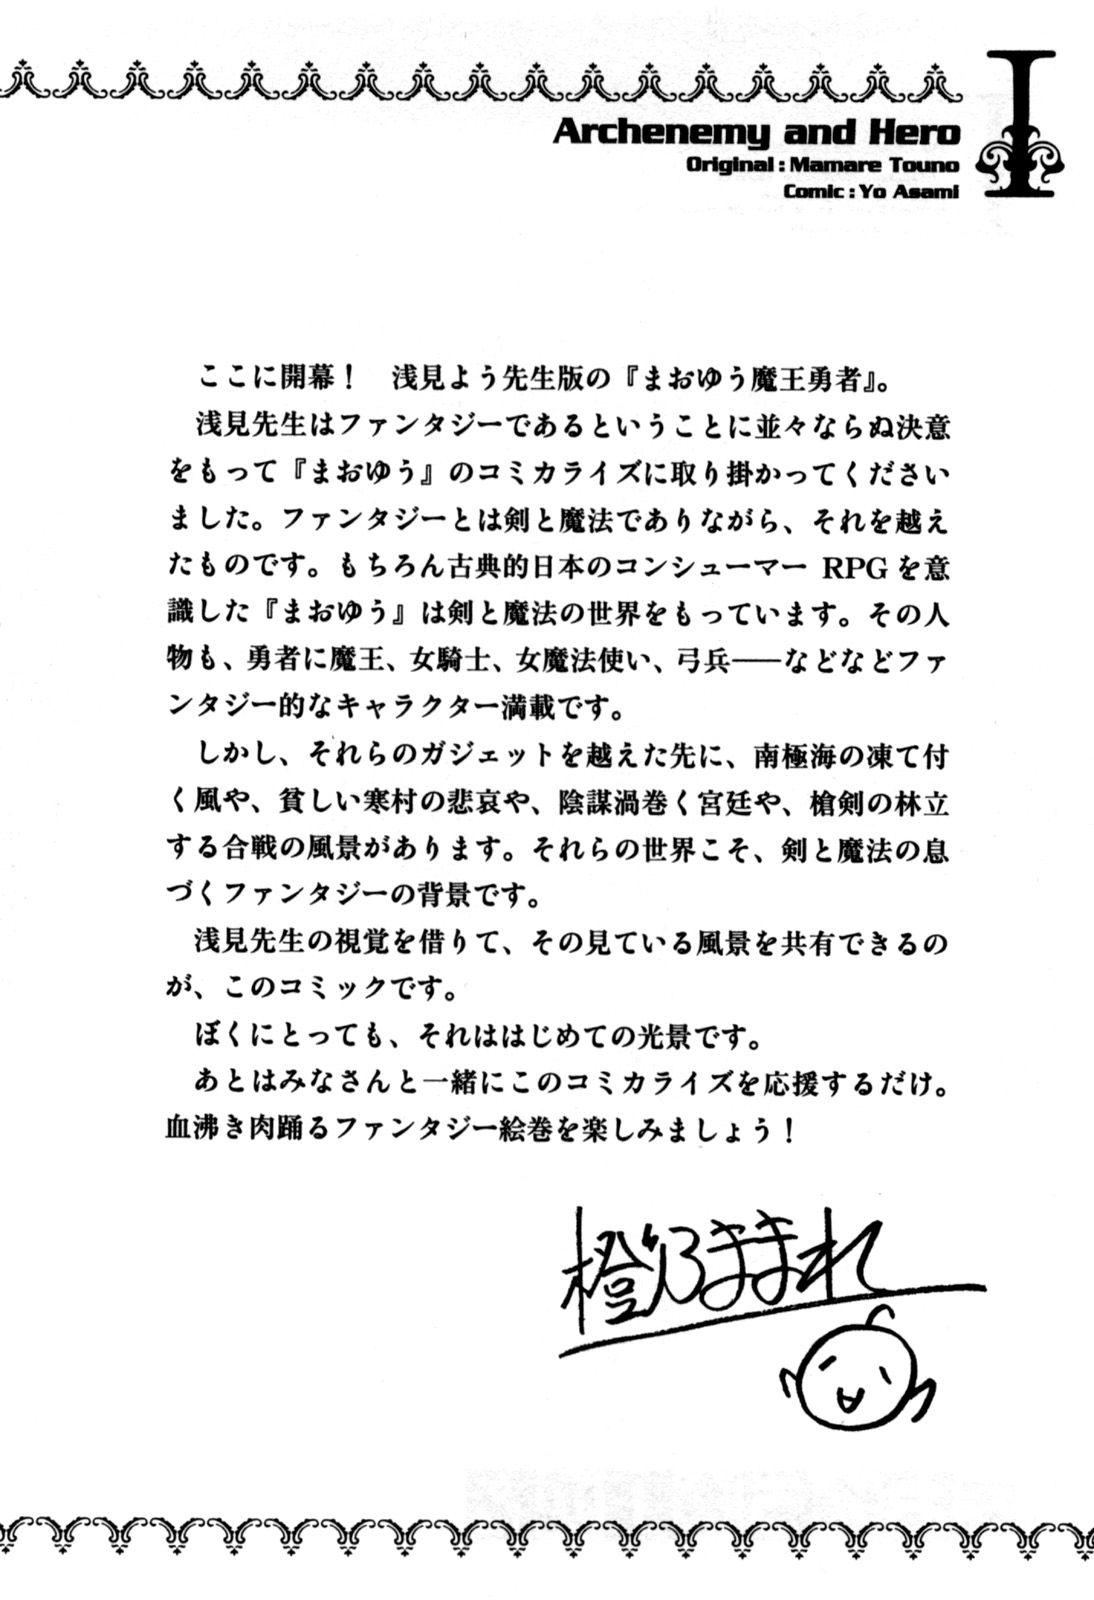 I
Archenemy and Hero
Original : Mamare Touno
Comic : Yo Asami
ここに開幕！　浅見よう先生版の『まおゆう魔王勇者』。
浅見先生はファンタジーであるということに並々ならぬ決意
をもって『まおゆう』のコミカライズに取り掛かってください
ました。ファンタジーとは剣と魔法でありながら、それを越え
たものです。もちろん古典的日本のコンシューマー RPG を意
識した『まおゆう』は剣と魔法の世界をもっています。その人
物も、勇者に魔王、女騎士、女魔法使い、弓兵――などなどファ
ンタジー的なキャラクター満載です。
しかし、それらのガジェットを越えた先に、南極海の凍て付
く風や、貧しい寒村の悲哀や、陰謀渦巻く宮廷や、槍剣の林立
する合戦の風景があります。それらの世界こそ、剣と魔法の息
づくファンタジーの背景です。
浅見先生の視覚を借りて、その見ている風景を共有できるの
が、このコミックです。
ぼくにとっても、それははじめての光景です。
あとはみなさんと一緒にこのコミカライズを応援するだけ。
血沸き肉踊るファンタジー絵巻を楽しみましょう！
橙乃ままれ